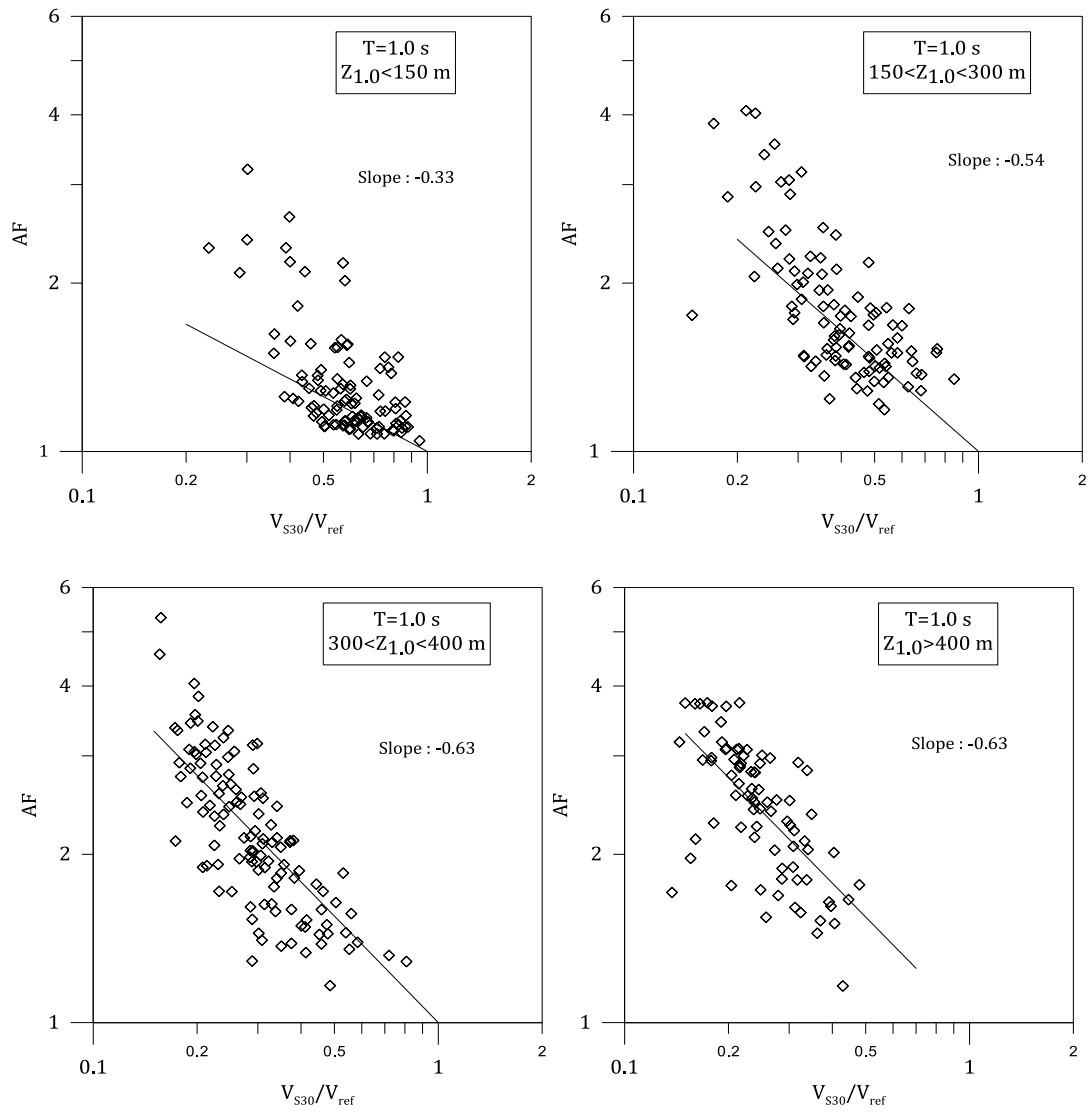 6
4
2
1
AF
T=1.0 s
Z1.0<150 m
Slope : -0.33
0.2
0.5
2
0.1
1
VS30/Vref
6
4
2
1
AF
T=1.0 s
150<Z1.0<300 m
Slope : -0.54
0.2
0.5
2
0.1
1
VS30/Vref
6
4
2
1
AF
T=1.0 s
300<Z1.0<400 m
Slope : -0.63
0.2
0.5
2
0.1
1
VS30/Vref
6
4
2
1
AF
T=1.0 s
Z1.0>400 m
Slope : -0.63
0.2
0.5
2
0.1
1
VS30/Vref